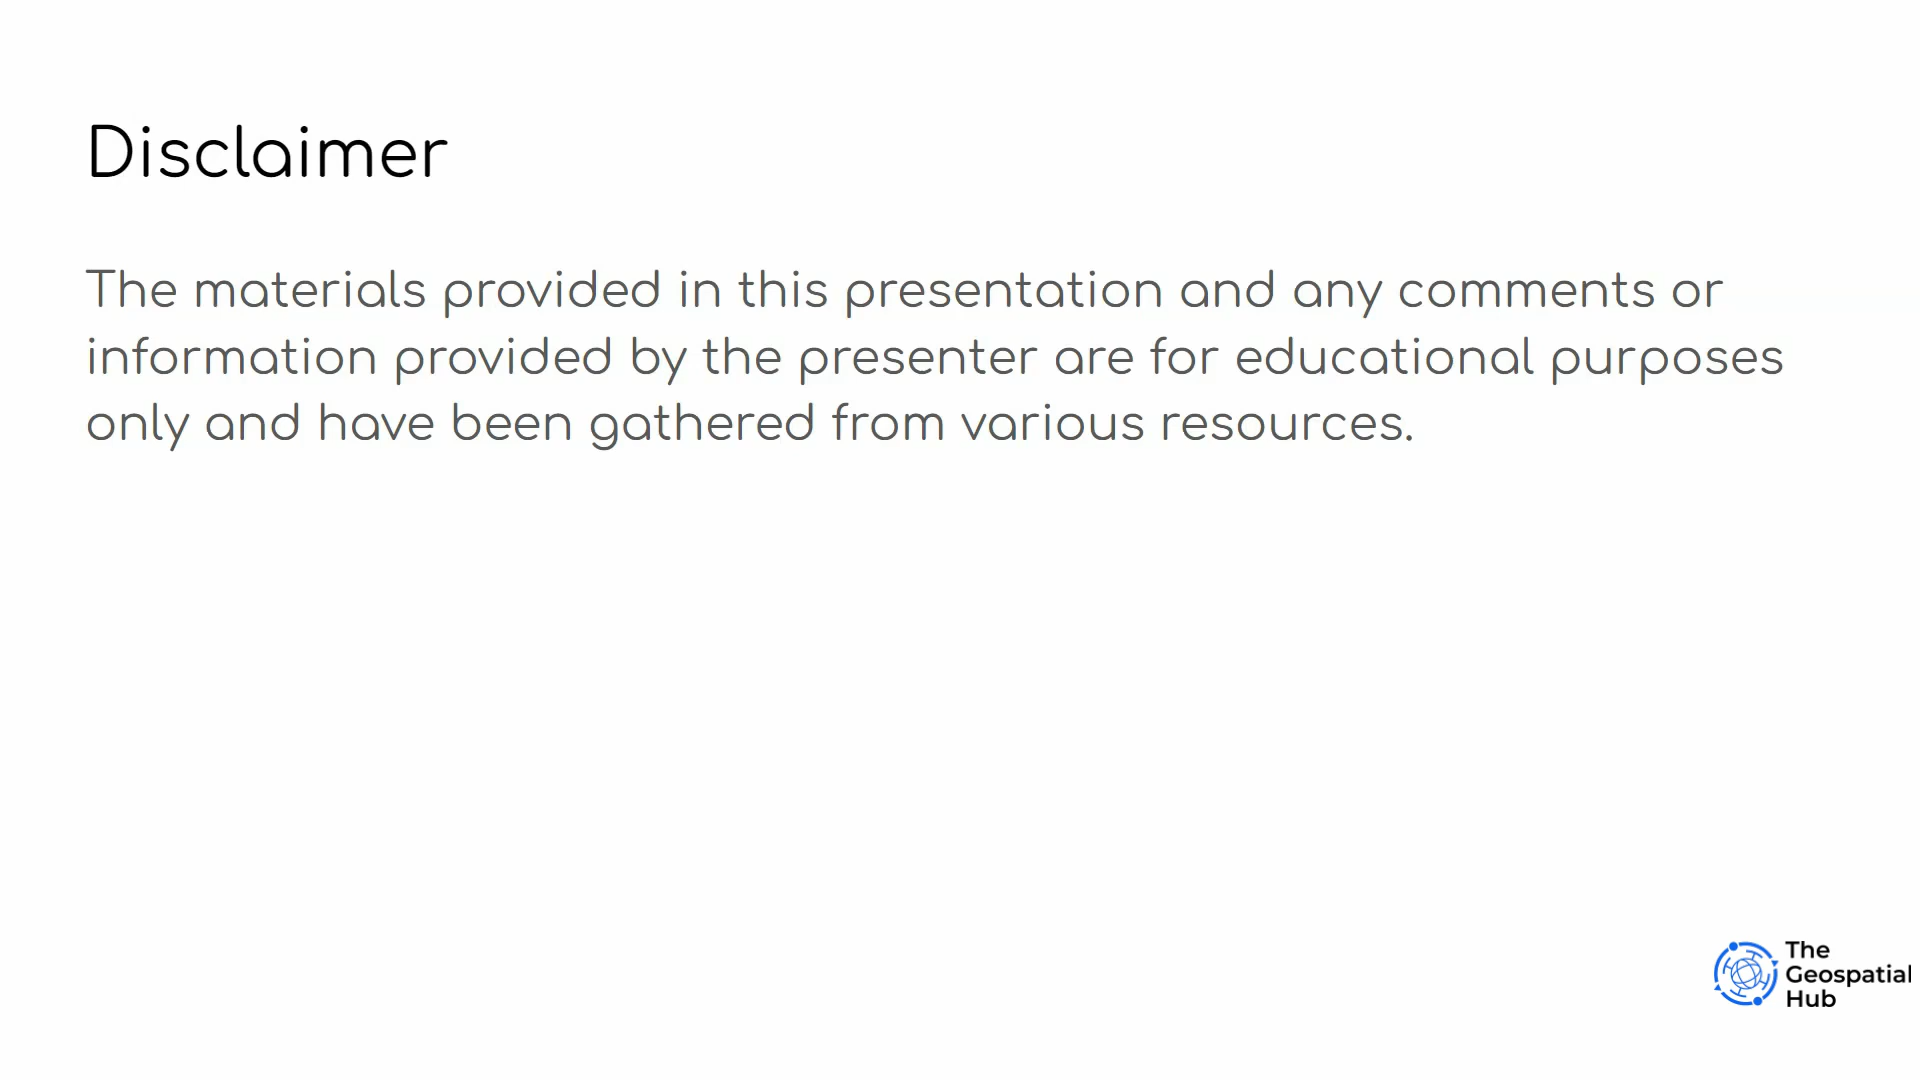 Disclaimer
The materials provided in this presentation and any comments or
information provided by the presenter are for educational purposes
only and have been gathered from various resources.
The
Geospatial
Hub